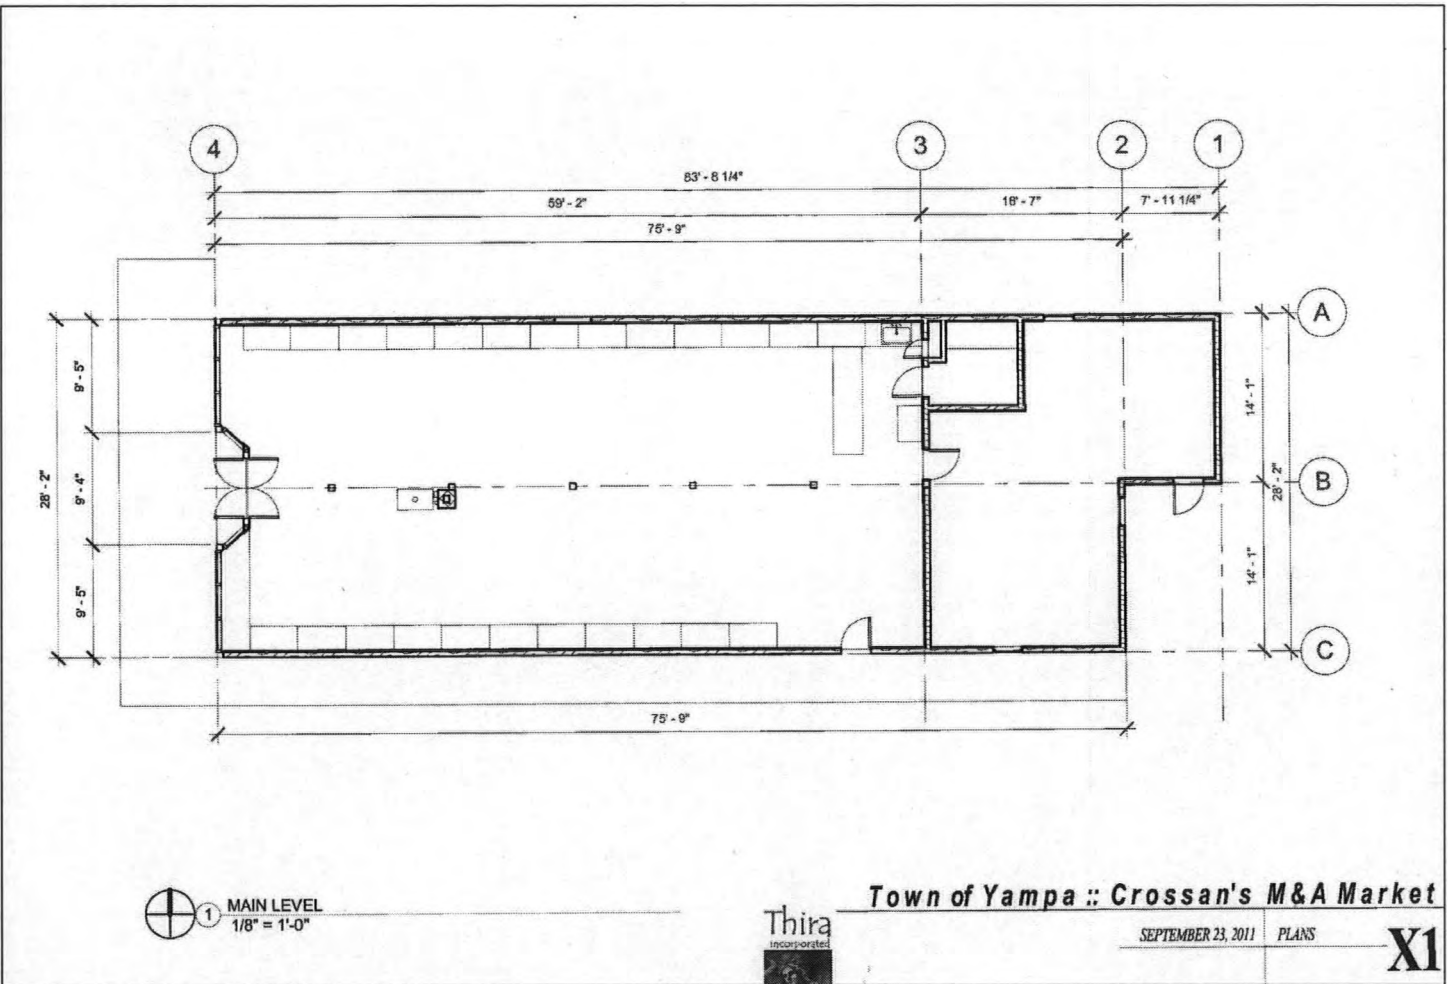 4
3
2
1
83' - 8 1/4"
59' - 2"
16' - 7"
7' - 11 1/4"
75' - 9"
A
9' - 5"
14' - 1"
28' - 2"
9' - 4"
28' - 2"
B
9' - 5"
14' - 1"
C
75' - 9"
1
MAIN LEVEL
1/8" = 1'-0"
Thira
incorporated
Town of Yampa :: Crossan's M&A Market
SEPTEMBER 23, 2011
PLANS
X1